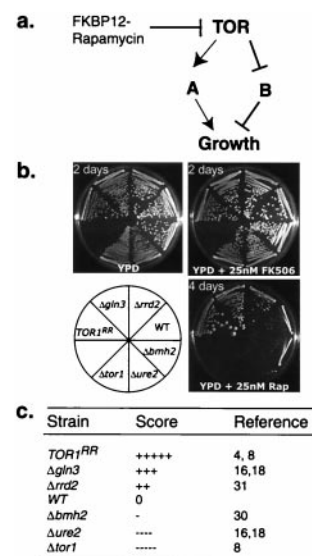 a.
FKBP12-
Rapamycin
TOR
A
B
Growth
b.
2 days
2 days
YPD
YPD + 25nM FK506
Δgln3
Δrrd2
4 days
TOR1RR
WT
Δbmh2
Δtor1
Δure2
YPD + 25nM Rap
c.
Strain Score Reference
TOR1RR +++++ 4, 8
Δgln3 +++ 16,18
Δrrd2 ++ 31
WT 0
Δbmh2 - 30
Δure2 ---- 16,18
Δtor1 ----- 8